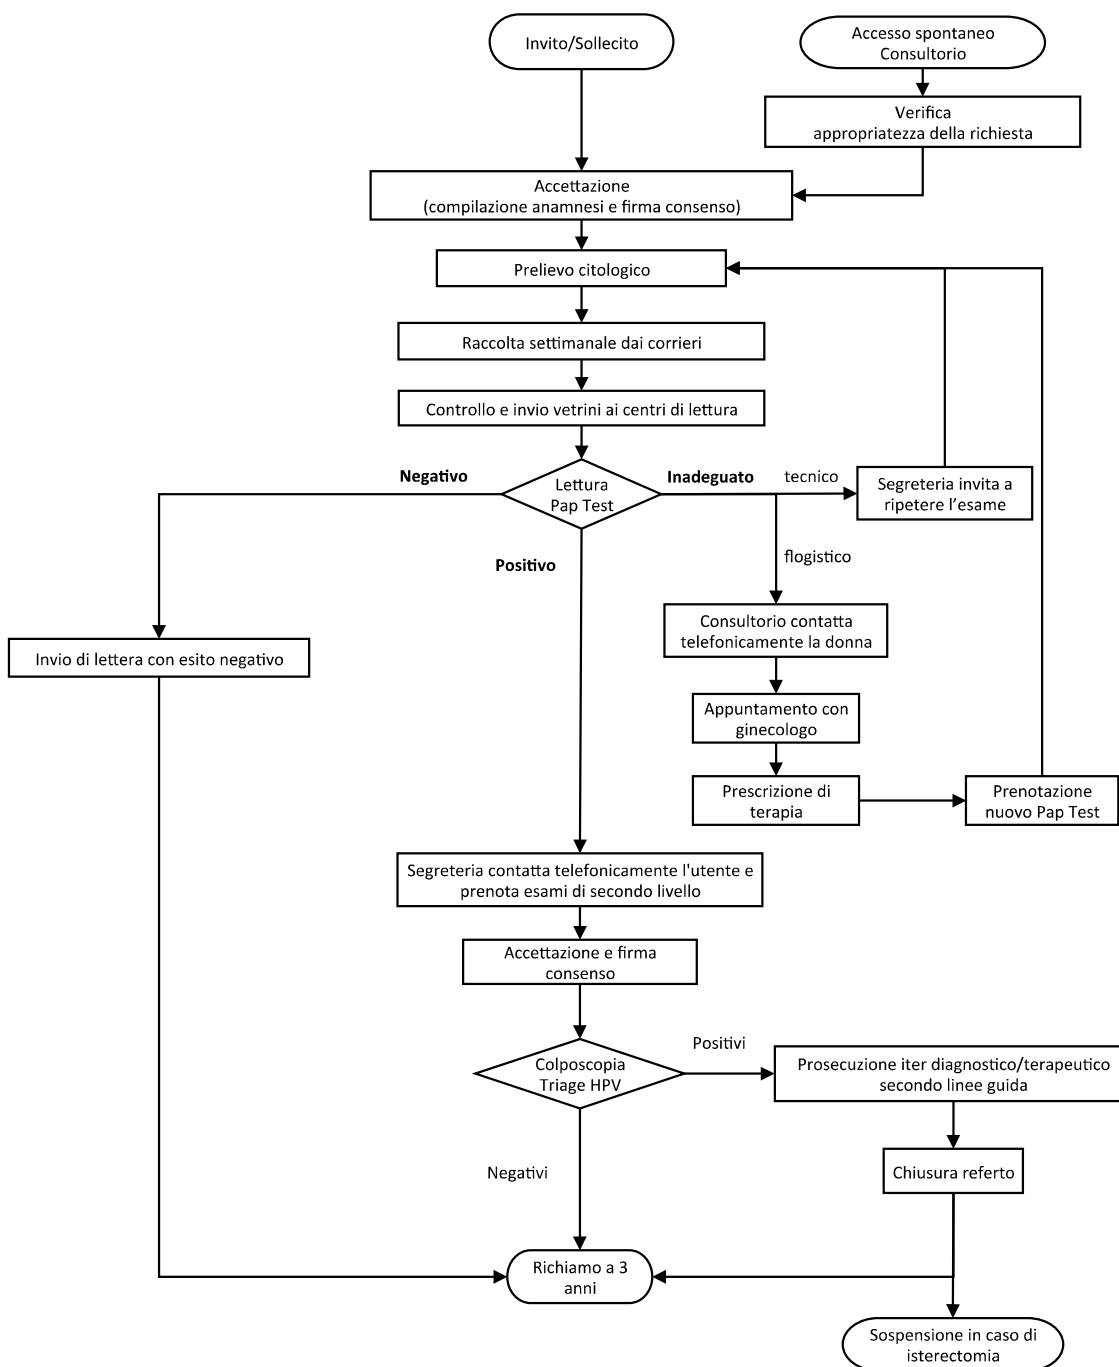 Invito/Sollecito
Accesso spontaneo
Consultorio
Verifica
appropriatezza della richiesta
Accettazione
(compilazione anamnesi e firma consenso)
Prelievo citologico
Raccolta settimanale dai corrieri
Controllo e invio vetrini ai centri di lettura
Negativo
Lettura
Pap Test
Inadeguato
tecnico
Segreteria invita a
ripetere l’esame
Positivo
flogistico
Consultorio contatta
telefonicamente la donna
Invio di lettera con esito negativo
Appuntamento con
ginecologo
Prescrizione di
terapia
Prenotazione
nuovo Pap Test
Segreteria contatta telefonicamente l'utente e
prenota esami di secondo livello
Accettazione e firma
consenso
Colposcopia
Triage HPV
Positivi
Prosecuzione iter diagnostico/terapeutico
secondo linee guida
Negativi
Chiusura referto
Richiamo a 3
anni
Sospensione in caso di
isterectomia